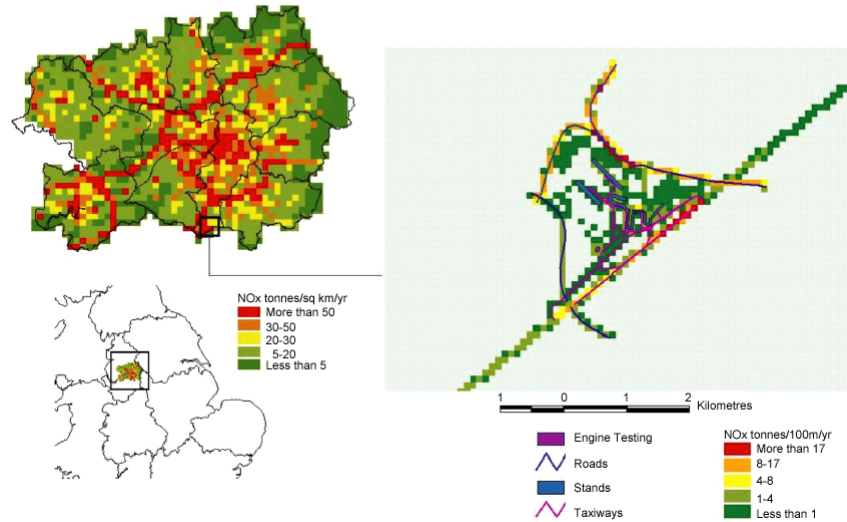 NOx tonnes/sq km/yr
More than 50
30-50
20-30
5-20
Less than 5
1 0 1 2 Kilometres
Engine Testing
Roads
Stands
Taxiways
NOx tonnes/100m/yr
More than 17
8-17
4-8
1-4
Less than 1